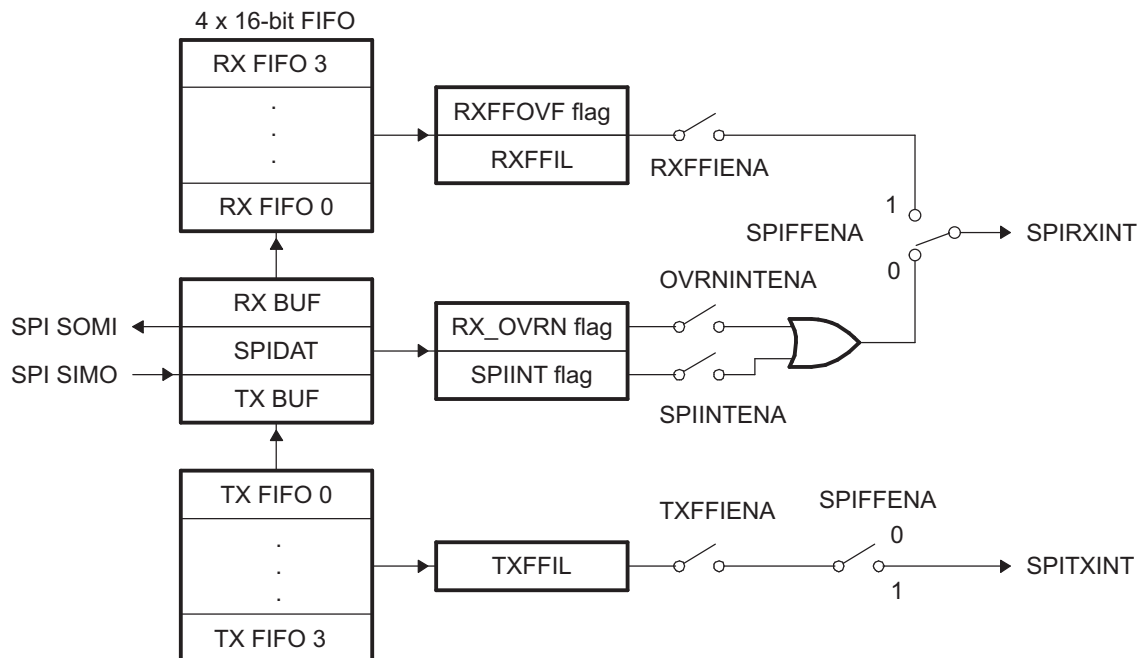 4 x 16-bit FIFO
RX FIFO 3
.
.
.
RX FIFO 0
RXFFOVF flag
RXFFIL
RXFFIENA
1
SPIFFENA
0
SPIRXINT
SPI SOMI
SPI SIMO
RX BUF
SPIDAT
TX BUF
RX_OVRN flag
SPIINT flag
OVRNINTENA
SPIINTENA
TX FIFO 0
.
.
.
TX FIFO 3
TXFFIL
TXFFIENA
SPIFFENA
0
1
SPITXINT